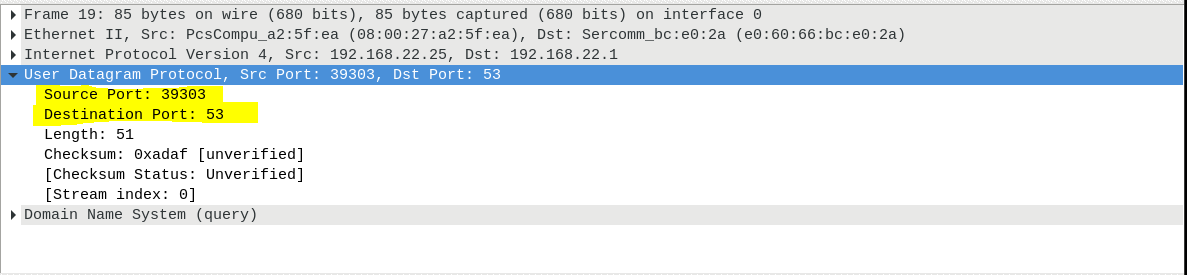 Frame 19: 85 bytes on wire (680 bits), 85 bytes captured (680 bits) on interface 0
Ethernet II, Src: PcsCompu_a2:5f:ea (08:00:27:a2:5f:ea), Dst: Sercomm_bc:e0:2a (e0:60:66:bc:e0:2a)
Internet Protocol Version 4, Src: 192.168.22.25, Dst: 192.168.22.1
User Datagram Protocol, Src Port: 39303, Dst Port: 53
Source Port: 39303
Destination Port: 53
Length: 51
Checksum: 0xadaf [unverified]
[Checksum Status: Unverified]
[Stream index: 0]
Domain Name System (query)